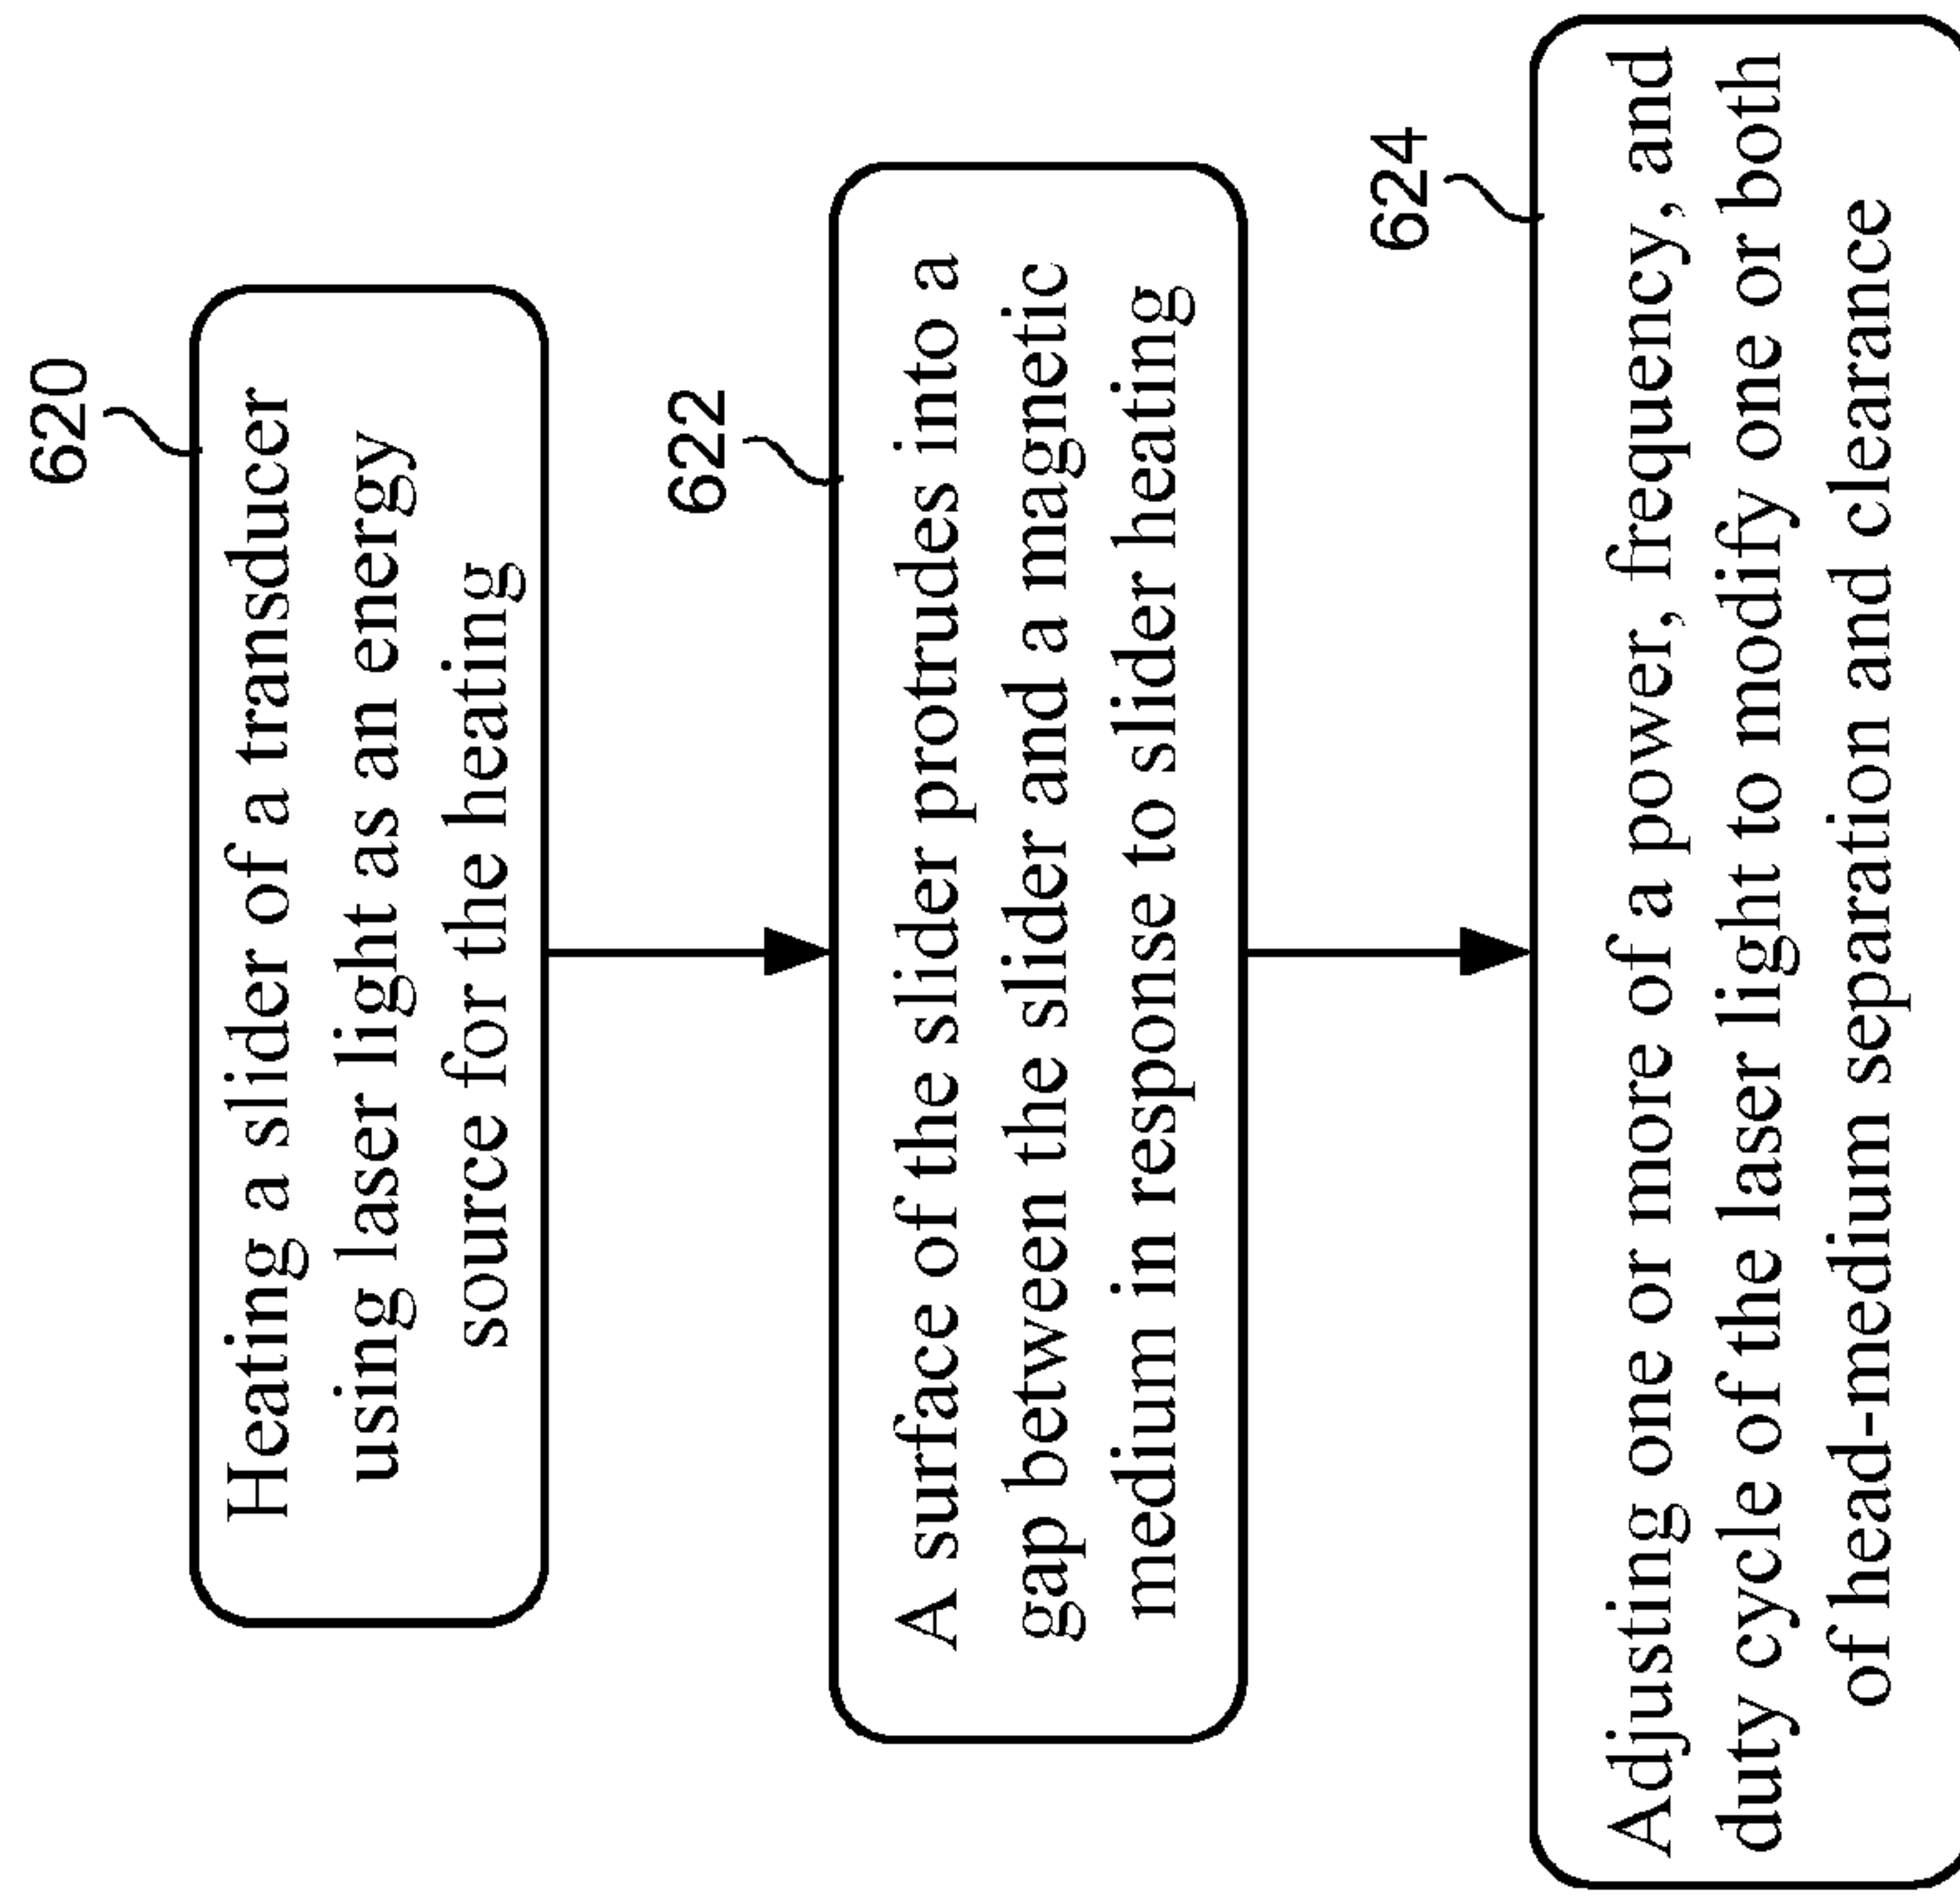 620
Heating a slider of a transducer
using laser light as an energy
source for the heating
622
A surface of the slider protrudes into a
gap between the slider and a magnetic
medium in response to slider heating
624
Adjusting one or more of a power, frequency, and
duty cycle of the laser light to modify one or both
of head-medium separation and clearance